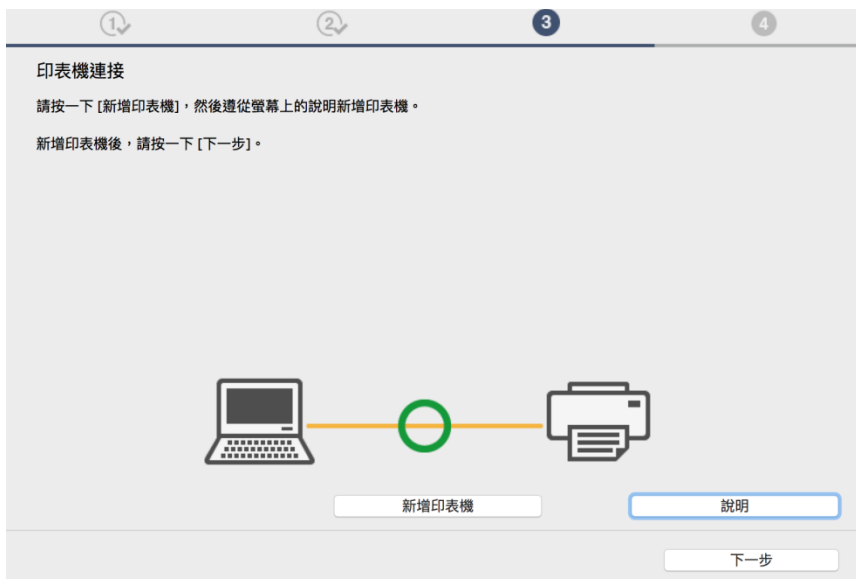 1 2 3 4
印表機連接
請按一下 [新增印表機]，然後遵從螢幕上的說明新增印表機。
新增印表機後，請按一下 [下一步]。
新增印表機 說明
下一步